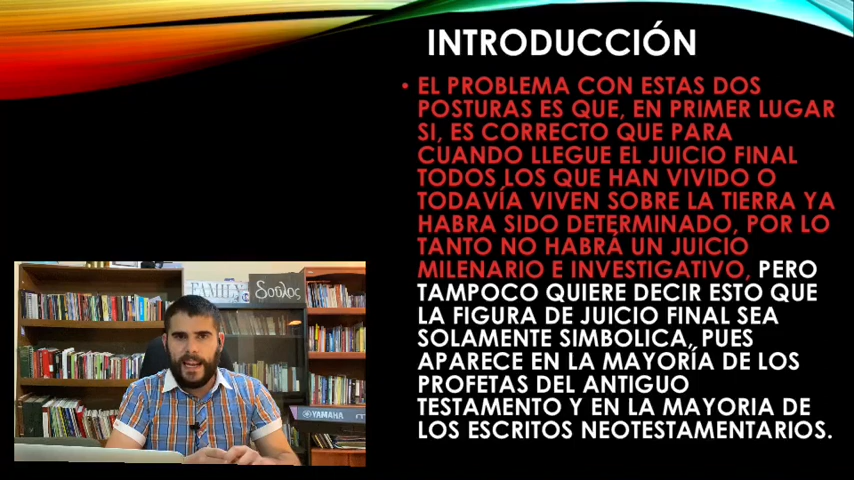 INTRODUCCIÓN
• EL PROBLEMA CON ESTAS DOS
POSTURAS ES QUE, EN PRIMER LUGAR
SI, ES CORRECTO QUE PARA
CUANDO LLEGUE EL JUICIO FINAL
TODOS LOS QUE HAN VIVIDO O
TODAVÍA VIVEN SOBRE LA TIERRA YA
HABRA SIDO DETERMINADO, POR LO
TANTO NO HABRÁ UN JUICIO
MILENARIO E INVESTIGATIVO, PERO
TAMPOCO QUIERE DECIR ESTO QUE
LA FIGURA DE JUICIO FINAL SEA
SOLAMENTE SIMBOLICA, PUES
APARECE EN LA MAYORÍA DE LOS
PROFETAS DEL ANTIGUO
TESTAMENTO Y EN LA MAYORIA DE
LOS ESCRITOS NEOTESTAMENTARIOS.
FAMILY
δοῦλος
YAMAHA